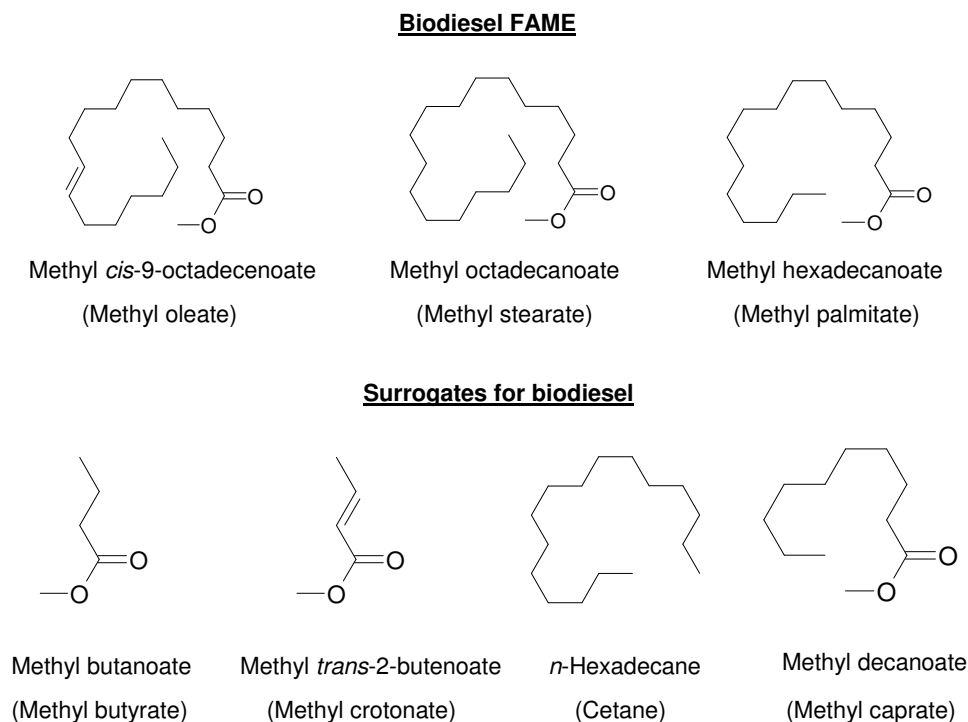 Biodiesel FAME
O
O
O
O
O
O
Methyl cis-9-octadecenoate
Methyl octadecanoate
Methyl hexadecanoate
(Methyl oleate)
(Methyl stearate)
(Methyl palmitate)
Surrogates for biodiesel
O
O
O
O
O
O
Methyl butanoate
Methyl trans-2-butenoate
n-Hexadecane
Methyl decanoate
(Methyl butyrate)
(Methyl crotonate)
(Cetane)
(Methyl caprate)